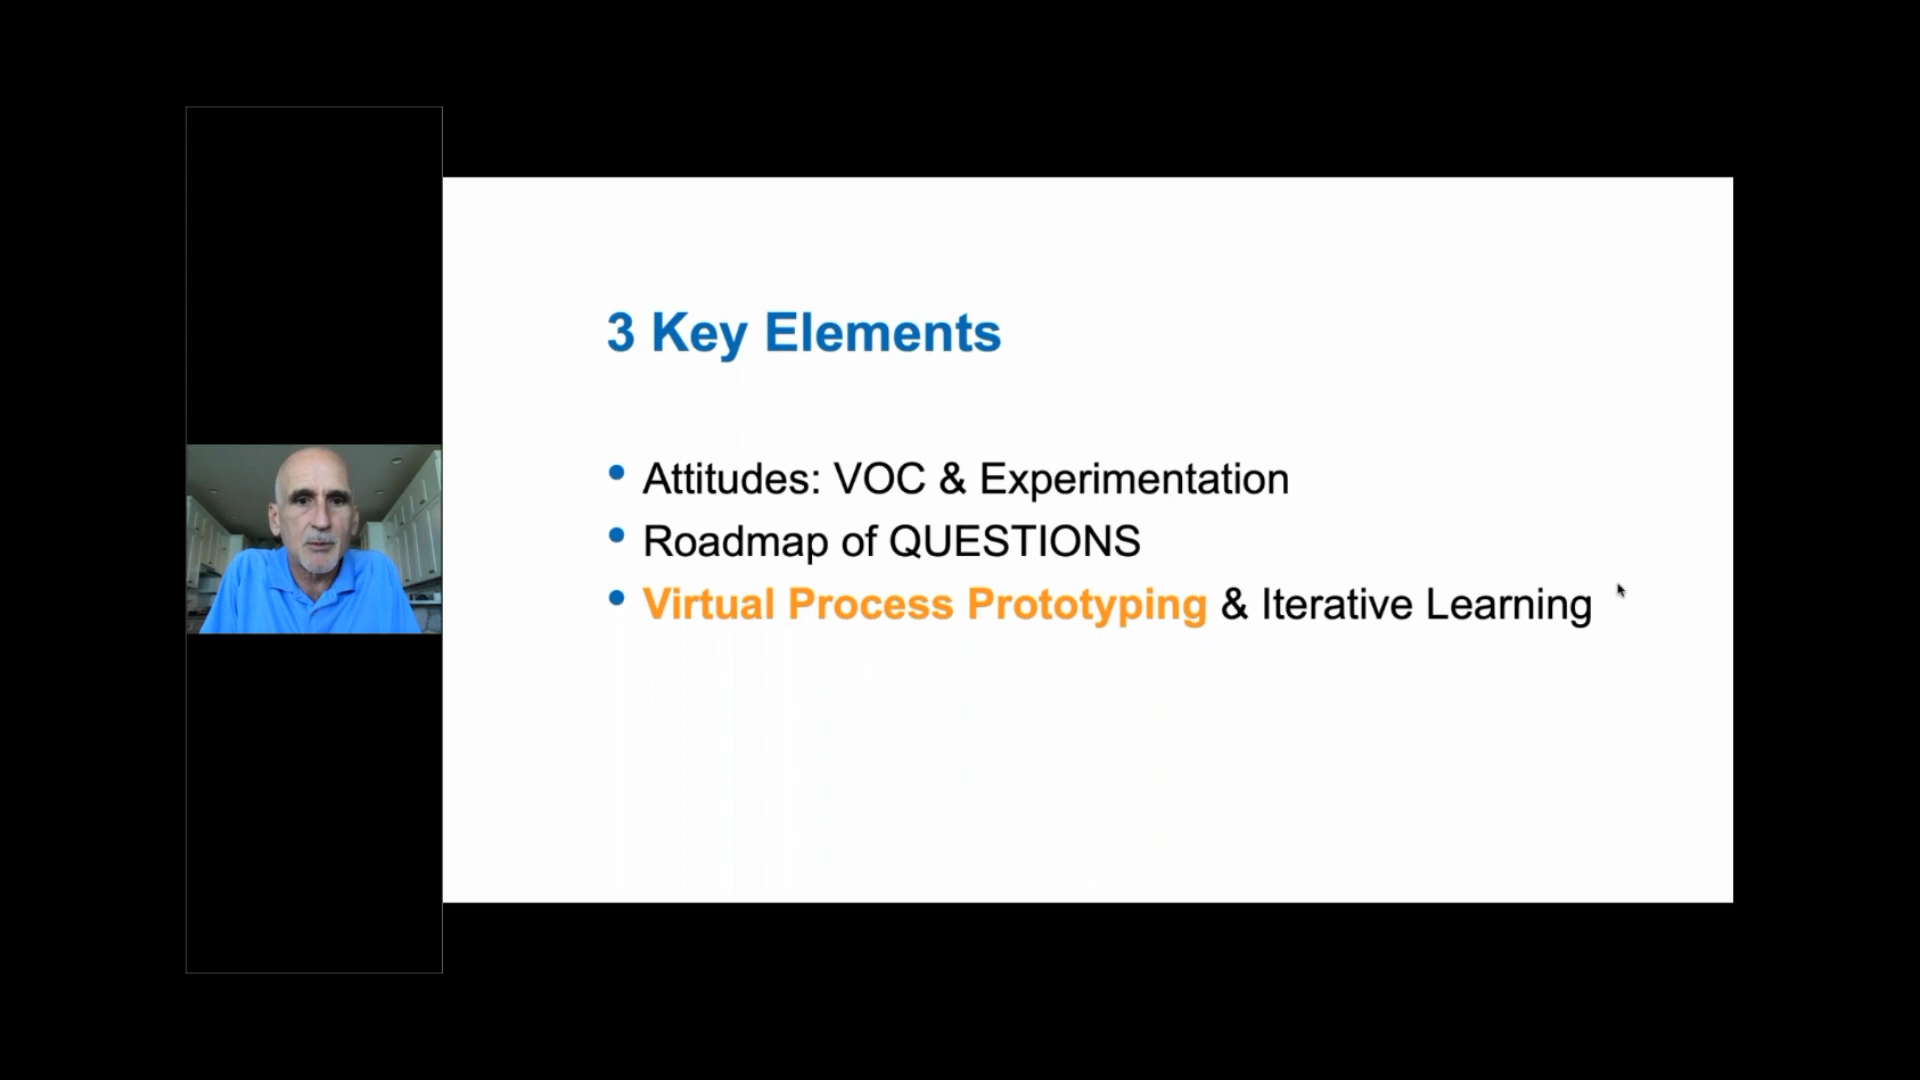 3 Key Elements
• Attitudes: VOC & Experimentation
• Roadmap of QUESTIONS
• Virtual Process Prototyping & Iterative Learning